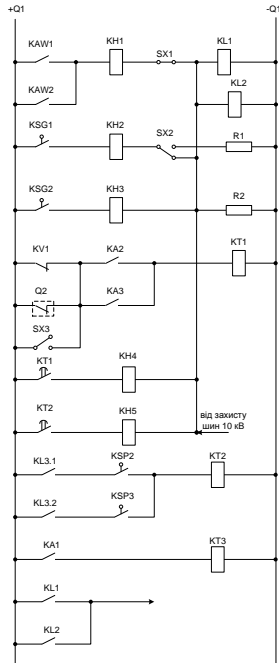 +Q1 -Q1
KAW1 KH1 SX1 KL1
KAW2 KL2
KSG1 KH2 SX2 R1
KSG2 KH3 R2
KV1 KA2 KT1
Q2 KA3
SX3
KT1 KH4
KT2 KH5
від захисту
шин 10 кВ
KL3.1 KSP2 KT2
KL3.2 KSP3
KA1 KT3
KL1
KL2